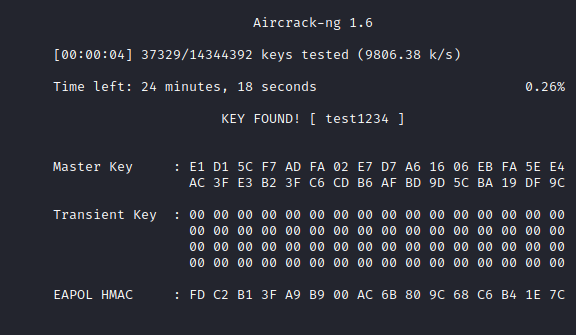 Aircrack-ng 1.6
[00:00:04] 37329/14344392 keys tested (9806.38 k/s)
Time left: 24 minutes, 18 seconds 0.26%
KEY FOUND! [ test1234 ]
Master Key : E1 D1 5C F7 AD FA 02 E7 D7 A6 16 06 EB FA 5E E4
AC 3F E3 B2 3F C6 CD B6 AF BD 9D 5C BA 19 DF 9C
Transient Key : 00 00 00 00 00 00 00 00 00 00 00 00 00 00 00 00
00 00 00 00 00 00 00 00 00 00 00 00 00 00 00 00
00 00 00 00 00 00 00 00 00 00 00 00 00 00 00 00
00 00 00 00 00 00 00 00 00 00 00 00 00 00 00 00
EAPOL HMAC : FD C2 B1 3F A9 B9 00 AC 6B 80 9C 68 C6 B4 1E 7C